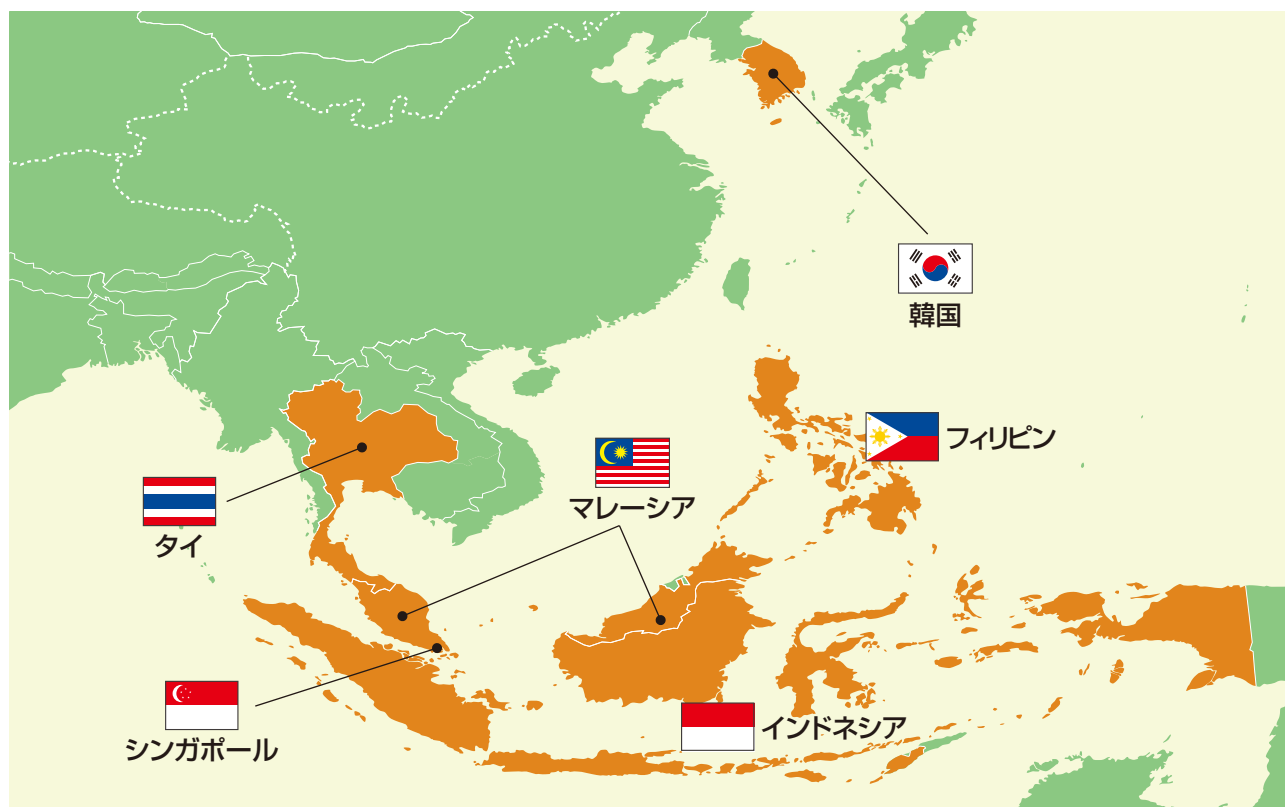 韓国
フィリピン
マレーシア
タイ
シンガポール
インドネシア